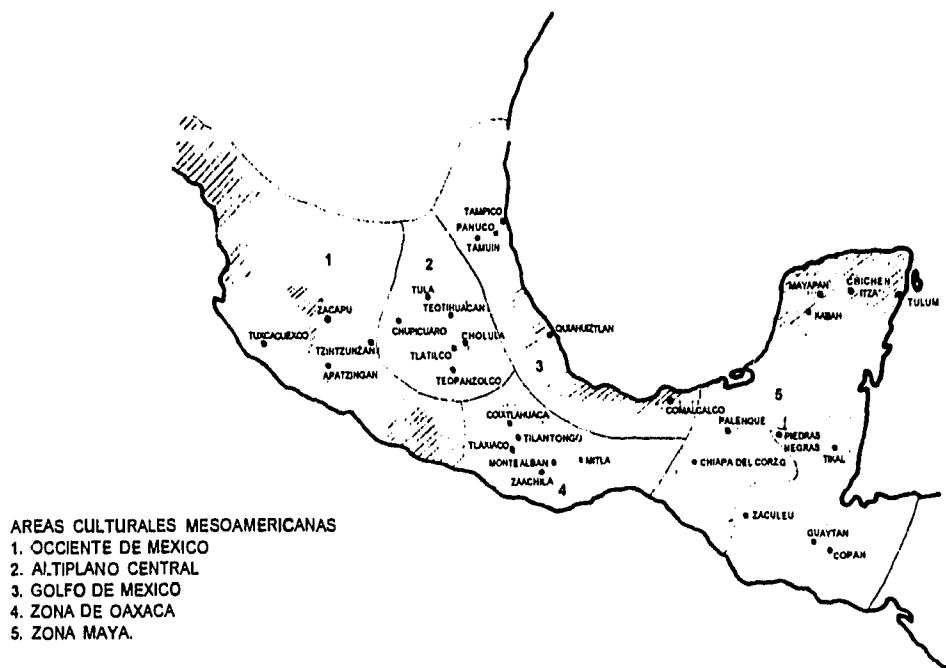 TAMPICO
PANUCO
TAMUIN
1
2
TULA
TEOTIHUACAN
ZACAPU
CHUPICUARO
CHOLULA
TUXCACUEXCO
TZINTZUNZAN
TLATILCO
APATZINGAN
TEOPANZOLCO
QUIAHUIZTLAN
3
MAYAPAN
CHICHEN
ITZA
6
TULUM
KABAH
5
COMALCALCO
PALENQUE
PIEDRAS
NEGRAS
TIKAL
CHIAPA DEL CORZO
COIXTLAHUACA
TILANTONGO
TLAXIACO
MONTE ALBAN
MITLA
ZAACHILA
4
ZACULEU
GUAYTAN
COPAN
AREAS CULTURALES MESOAMERICANAS
1. OCCIENTE DE MEXICO
2. ALTIPLANO CENTRAL
3. GOLFO DE MEXICO
4. ZONA DE OAXACA
5. ZONA MAYA.